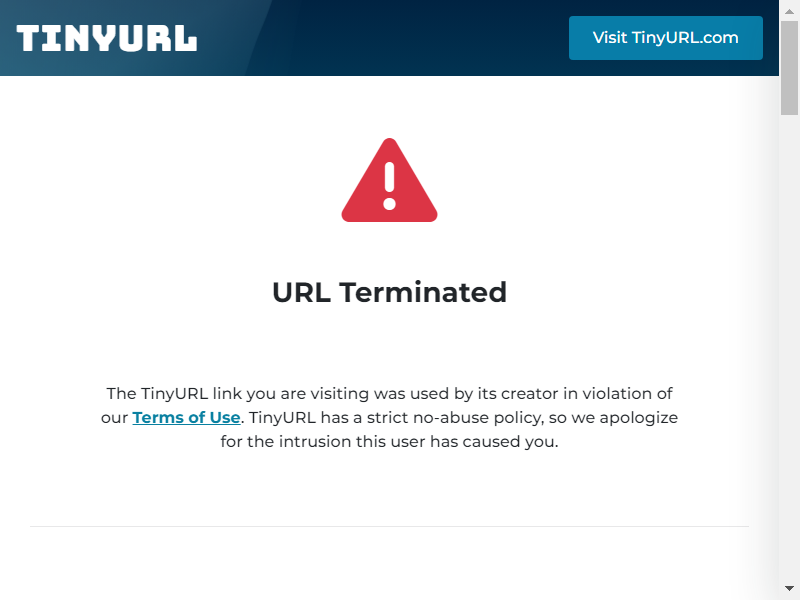 TINYURL
Visit TinyURL.com
URL Terminated
The TinyURL link you are visiting was used by its creator in violation of
our Terms of Use. TinyURL has a strict no-abuse policy, so we apologize
for the intrusion this user has caused you.